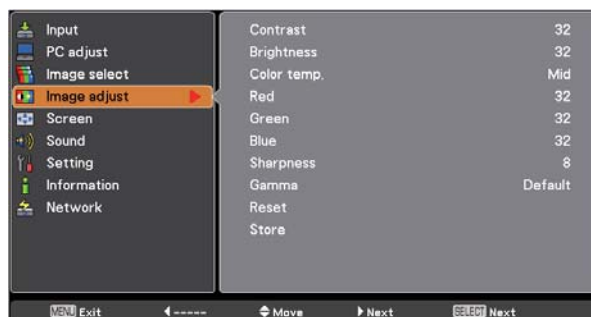 Input
PC adjust
Image select
Image adjust
Screen
Sound
Setting
Information
Network
Contrast 32
Brightness 32
Color temp. Mid
Red 32
Green 32
Blue 32
Sharpness 8
Gamma Default
Reset
Store
MENU Exit ----- Move Next SELECT Next